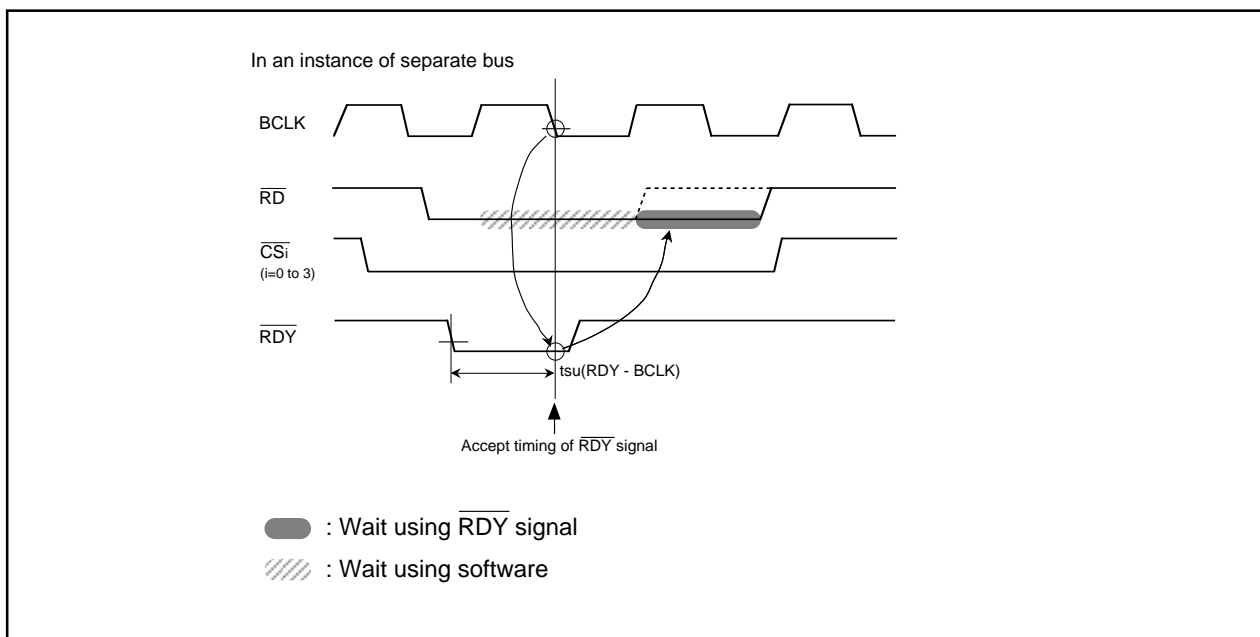 In an instance of separate bus
BCLK
RD
CSi
(i=0 to 3)
RDY
tsu(RDY - BCLK)
Accept timing of RDY signal
: Wait using RDY signal
: Wait using software